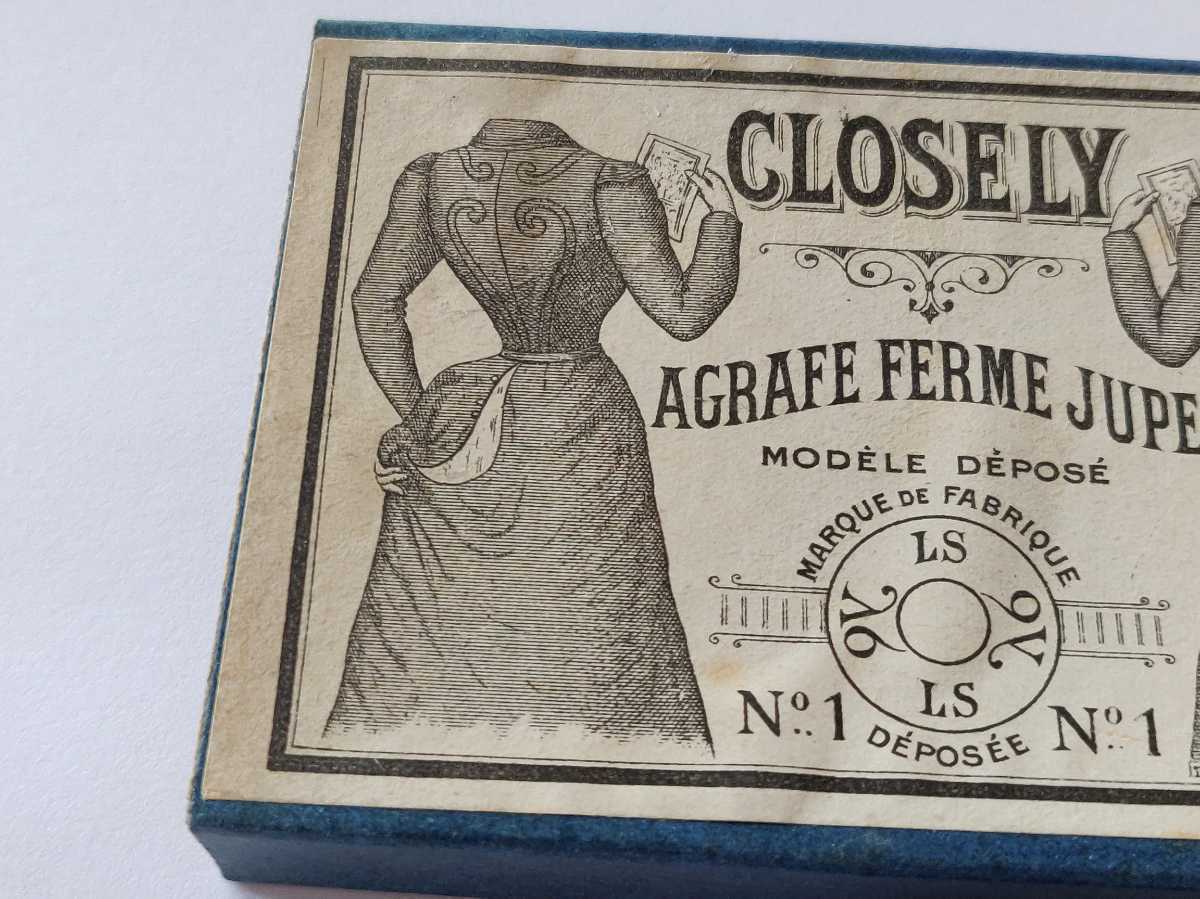 CLOSELY
AGRAFE FERME JUPE
MODÈLE DÉPOSÉ
MARQUE DE FABRIQUE
LS
LS
Nº. 1
Nº. 1
DÉPOSÉE